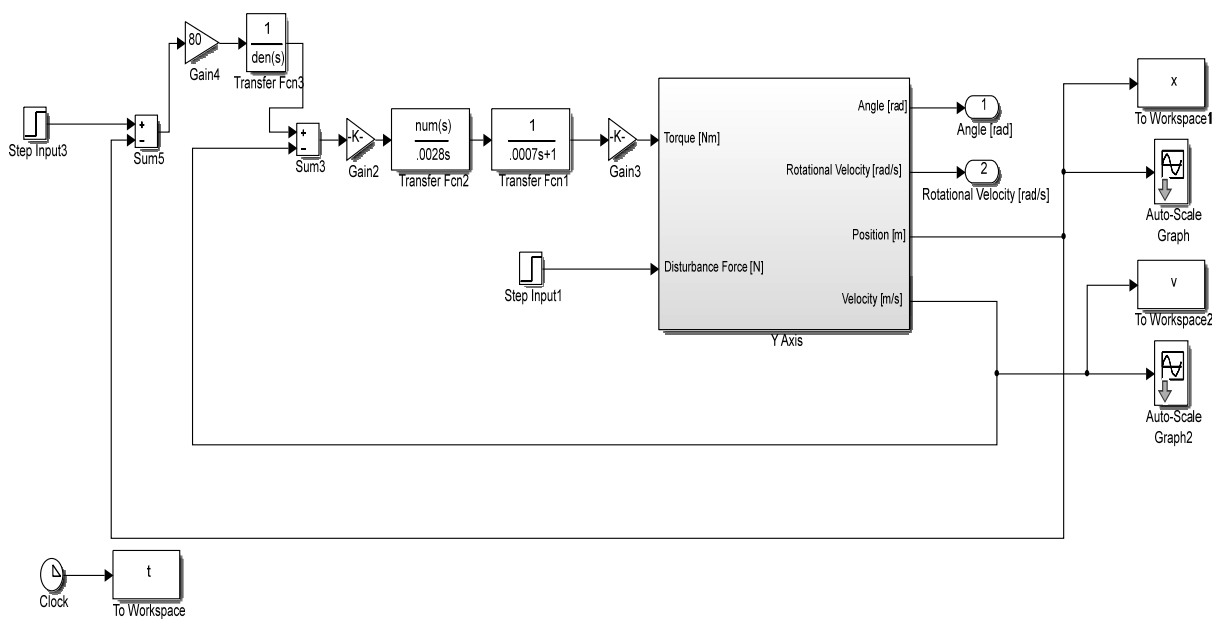 80
Gain4
1
den(s)
Transfer Fcn3
Step Input3
+
−
Sum5
+
−
Sum3
-K-
Gain2
num(s)
.0028s
Transfer Fcn2
1
.0007s+1
Transfer Fcn1
-K-
Gain3
Torque [Nm]
Disturbance Force [N]
Angle [rad]
Rotational Velocity [rad/s]
Position [m]
Velocity [m/s]
Y Axis
Step Input1
1
Angle [rad]
2
Rotational Velocity [rad/s]
x
To Workspace1
Auto-Scale
Graph
v
To Workspace2
Auto-Scale
Graph2
Clock
t
To Workspace